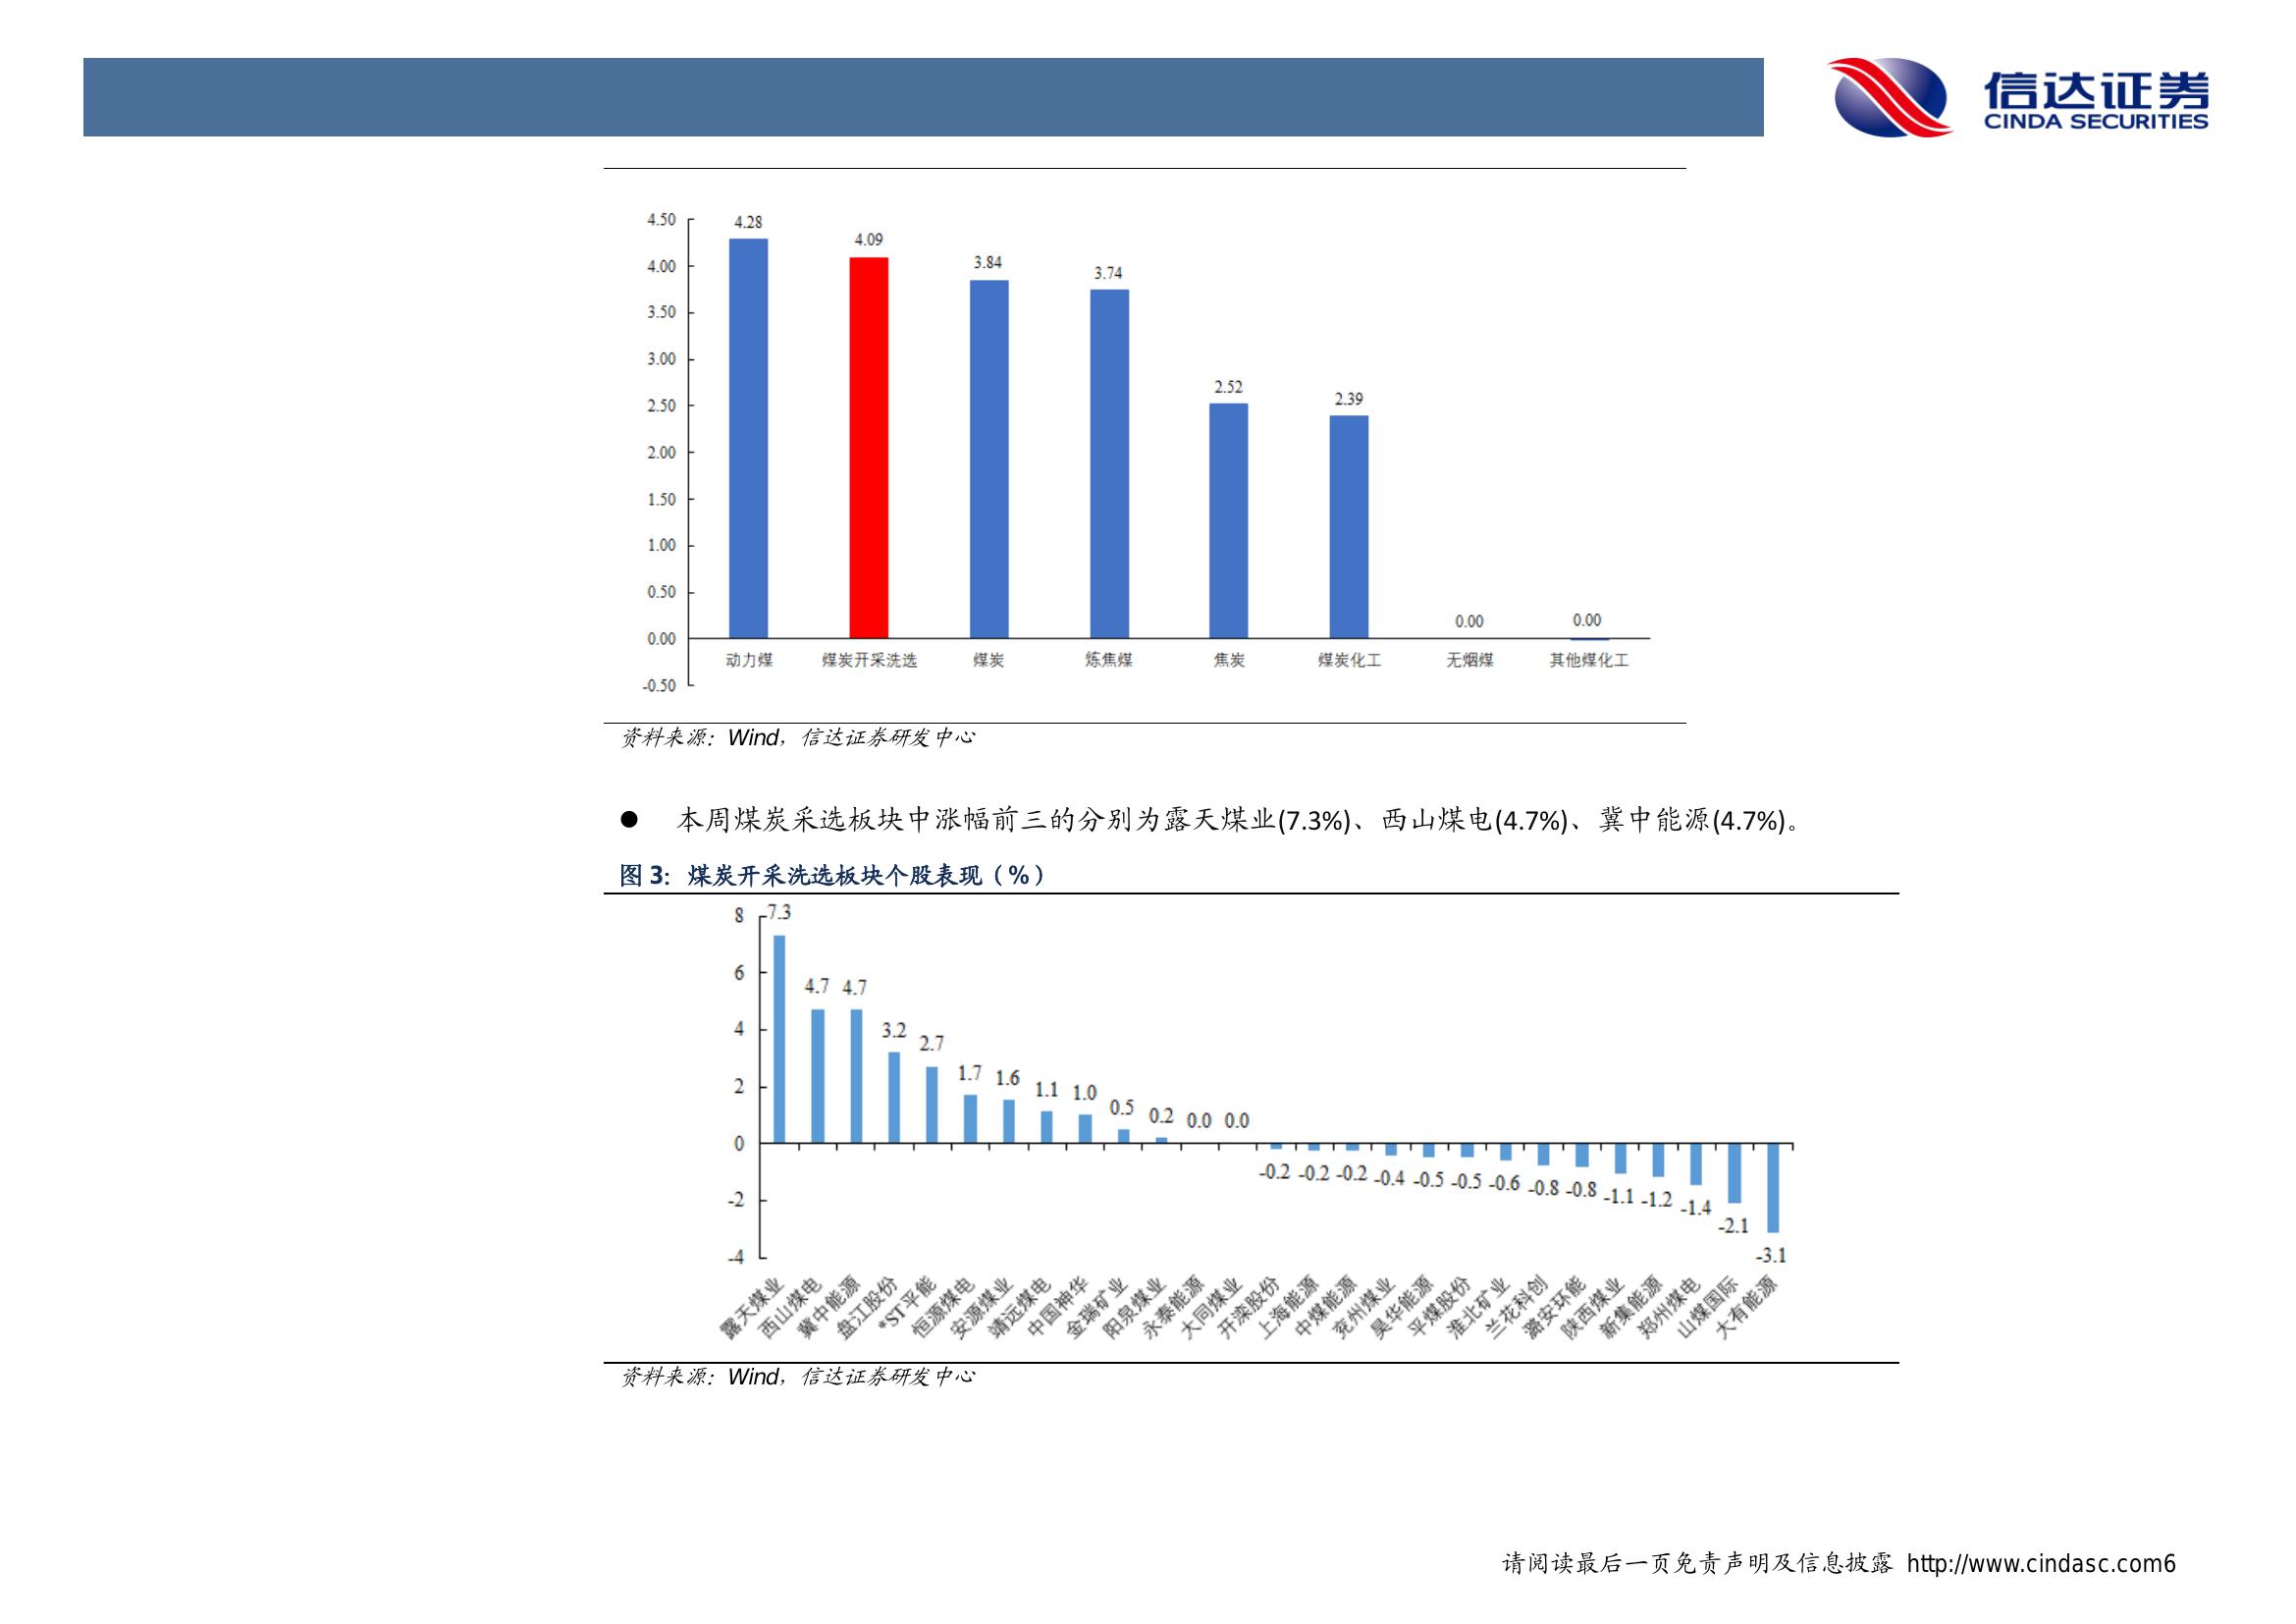 信达证券
CINDA SECURITIES
4.50
4.00
3.50
3.00
2.50
2.00
1.50
1.00
0.50
0.00
-0.50
4.28
4.09
3.84
3.74
2.52
2.39
0.00
0.00
动力煤
煤炭开采洗选
煤炭
炼焦煤
焦炭
煤炭化工
无烟煤
其他煤化工
资料来源：Wind，信达证券研发中心
● 本周煤炭采选板块中涨幅前三的分别为露天煤业(7.3%)、西山煤电(4.7%)、冀中能源(4.7%)。
图 3：煤炭开采洗选板块个股表现（%）
8
6
4
2
0
-2
-4
7.3
4.7
4.7
3.2
2.7
1.7
1.6
1.1
1.0
0.5
0.2
0.0
0.0
-0.2
-0.2
-0.2
-0.4
-0.5
-0.5
-0.6
-0.8
-0.8
-1.1
-1.2
-1.4
-2.1
-3.1
露天煤业
西山煤电
冀中能源
盘江股份
*ST平能
恒源煤电
安源煤业
靖远煤电
中国神华
金瑞矿业
阳泉煤业
永泰能源
大同煤业
开滦股份
上海能源
中煤能源
兖州煤业
昊华能源
平煤股份
淮北矿业
兰花科创
潞安环能
陕西煤业
新集能源
郑州煤电
山煤国际
大有能源
资料来源：Wind，信达证券研发中心
请阅读最后一页免责声明及信息披露 http://www.cindasc.com6